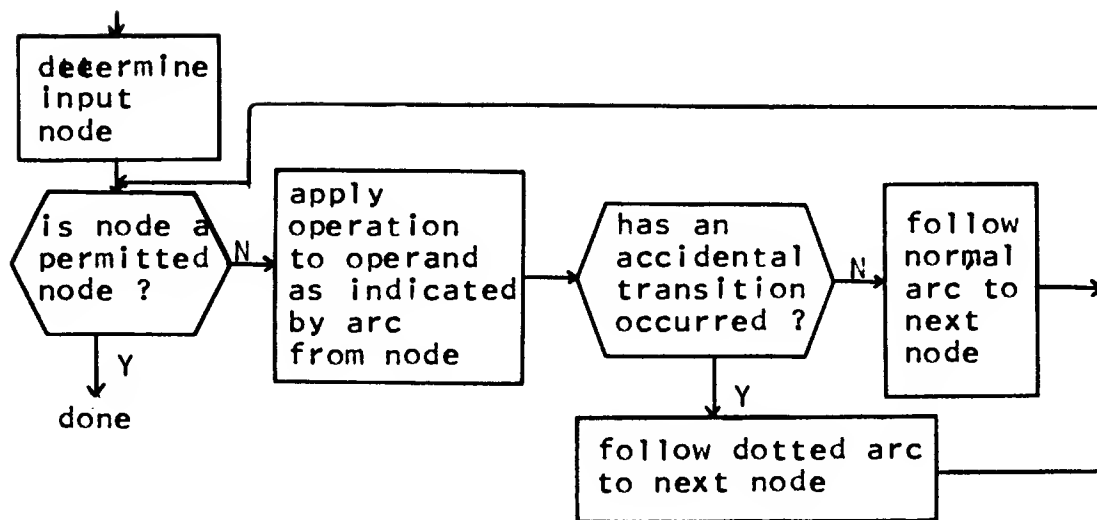 determine
input
node
is node a
permitted
node ?
N
Y
done
apply
operation
to operand
as indicated
by arc
from node
has an
accidental
transition
occurred ?
N
Y
follow
normal
arc to
next
node
follow dotted arc
to next node